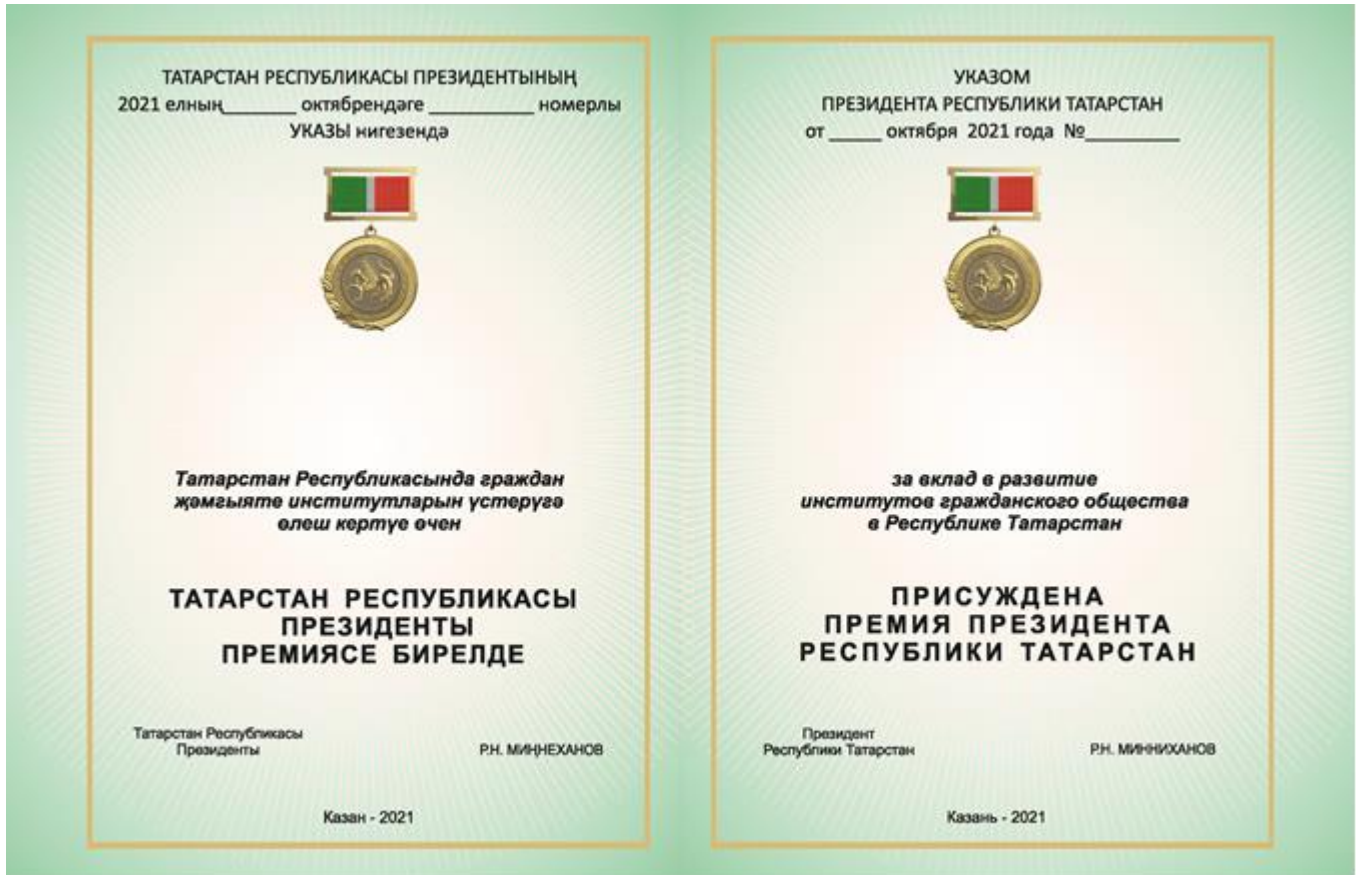 ТАТАРСТАН РЕСПУБЛИКАСЫ ПРЕЗИДЕНТЫНЫҢ
2021 елның_______ октябрендәге __________ номерлы
УКАЗЫ нигезендә
Татарстан Республикасында граждан
җәмгыяте институтларын үстерүгә
өлеш кертүе өчен
ТАТАРСТАН РЕСПУБЛИКАСЫ
ПРЕЗИДЕНТЫ
ПРЕМИЯСЕ БИРЕЛДЕ
Татарстан Республикасы
Президенты
Р.Н. МИҢНЕХАНОВ
Казан - 2021
УКАЗОМ
ПРЕЗИДЕНТА РЕСПУБЛИКИ ТАТАРСТАН
от _____ октября 2021 года №_________
за вклад в развитие
институтов гражданского общества
в Республике Татарстан
ПРИСУЖДЕНА
ПРЕМИЯ ПРЕЗИДЕНТА
РЕСПУБЛИКИ ТАТАРСТАН
Президент
Республики Татарстан
Р.Н. МИННИХАНОВ
Казань - 2021